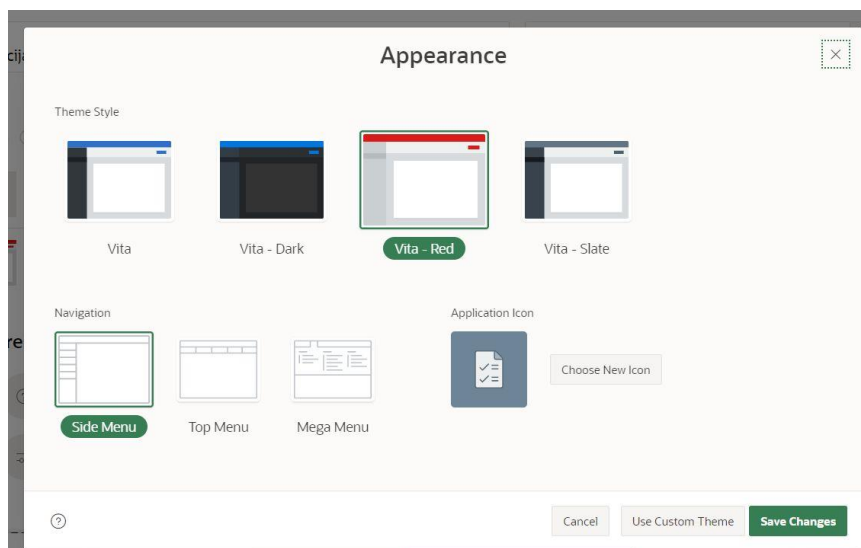 Appearance
Theme Style
Vita
Vita - Dark
Vita - Red
Vita - Slate
Navigation
Application Icon
Choose New Icon
Side Menu
Top Menu
Mega Menu
Cancel
Use Custom Theme
Save Changes